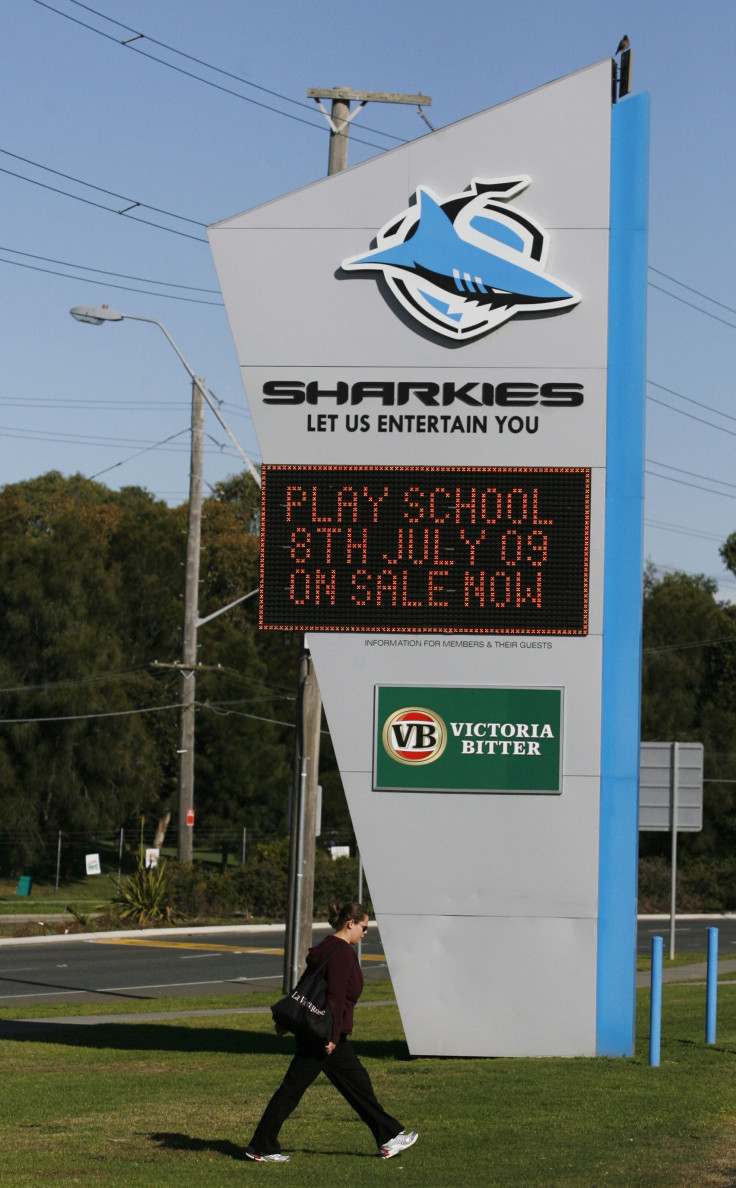 SHARKIES
LET US ENTERTAIN YOU
PLAY SCHOOL
8TH JULY 09
ON SALE NOW
INFORMATION FOR MEMBERS & THEIR GUESTS
VB
VICTORIA
BITTER